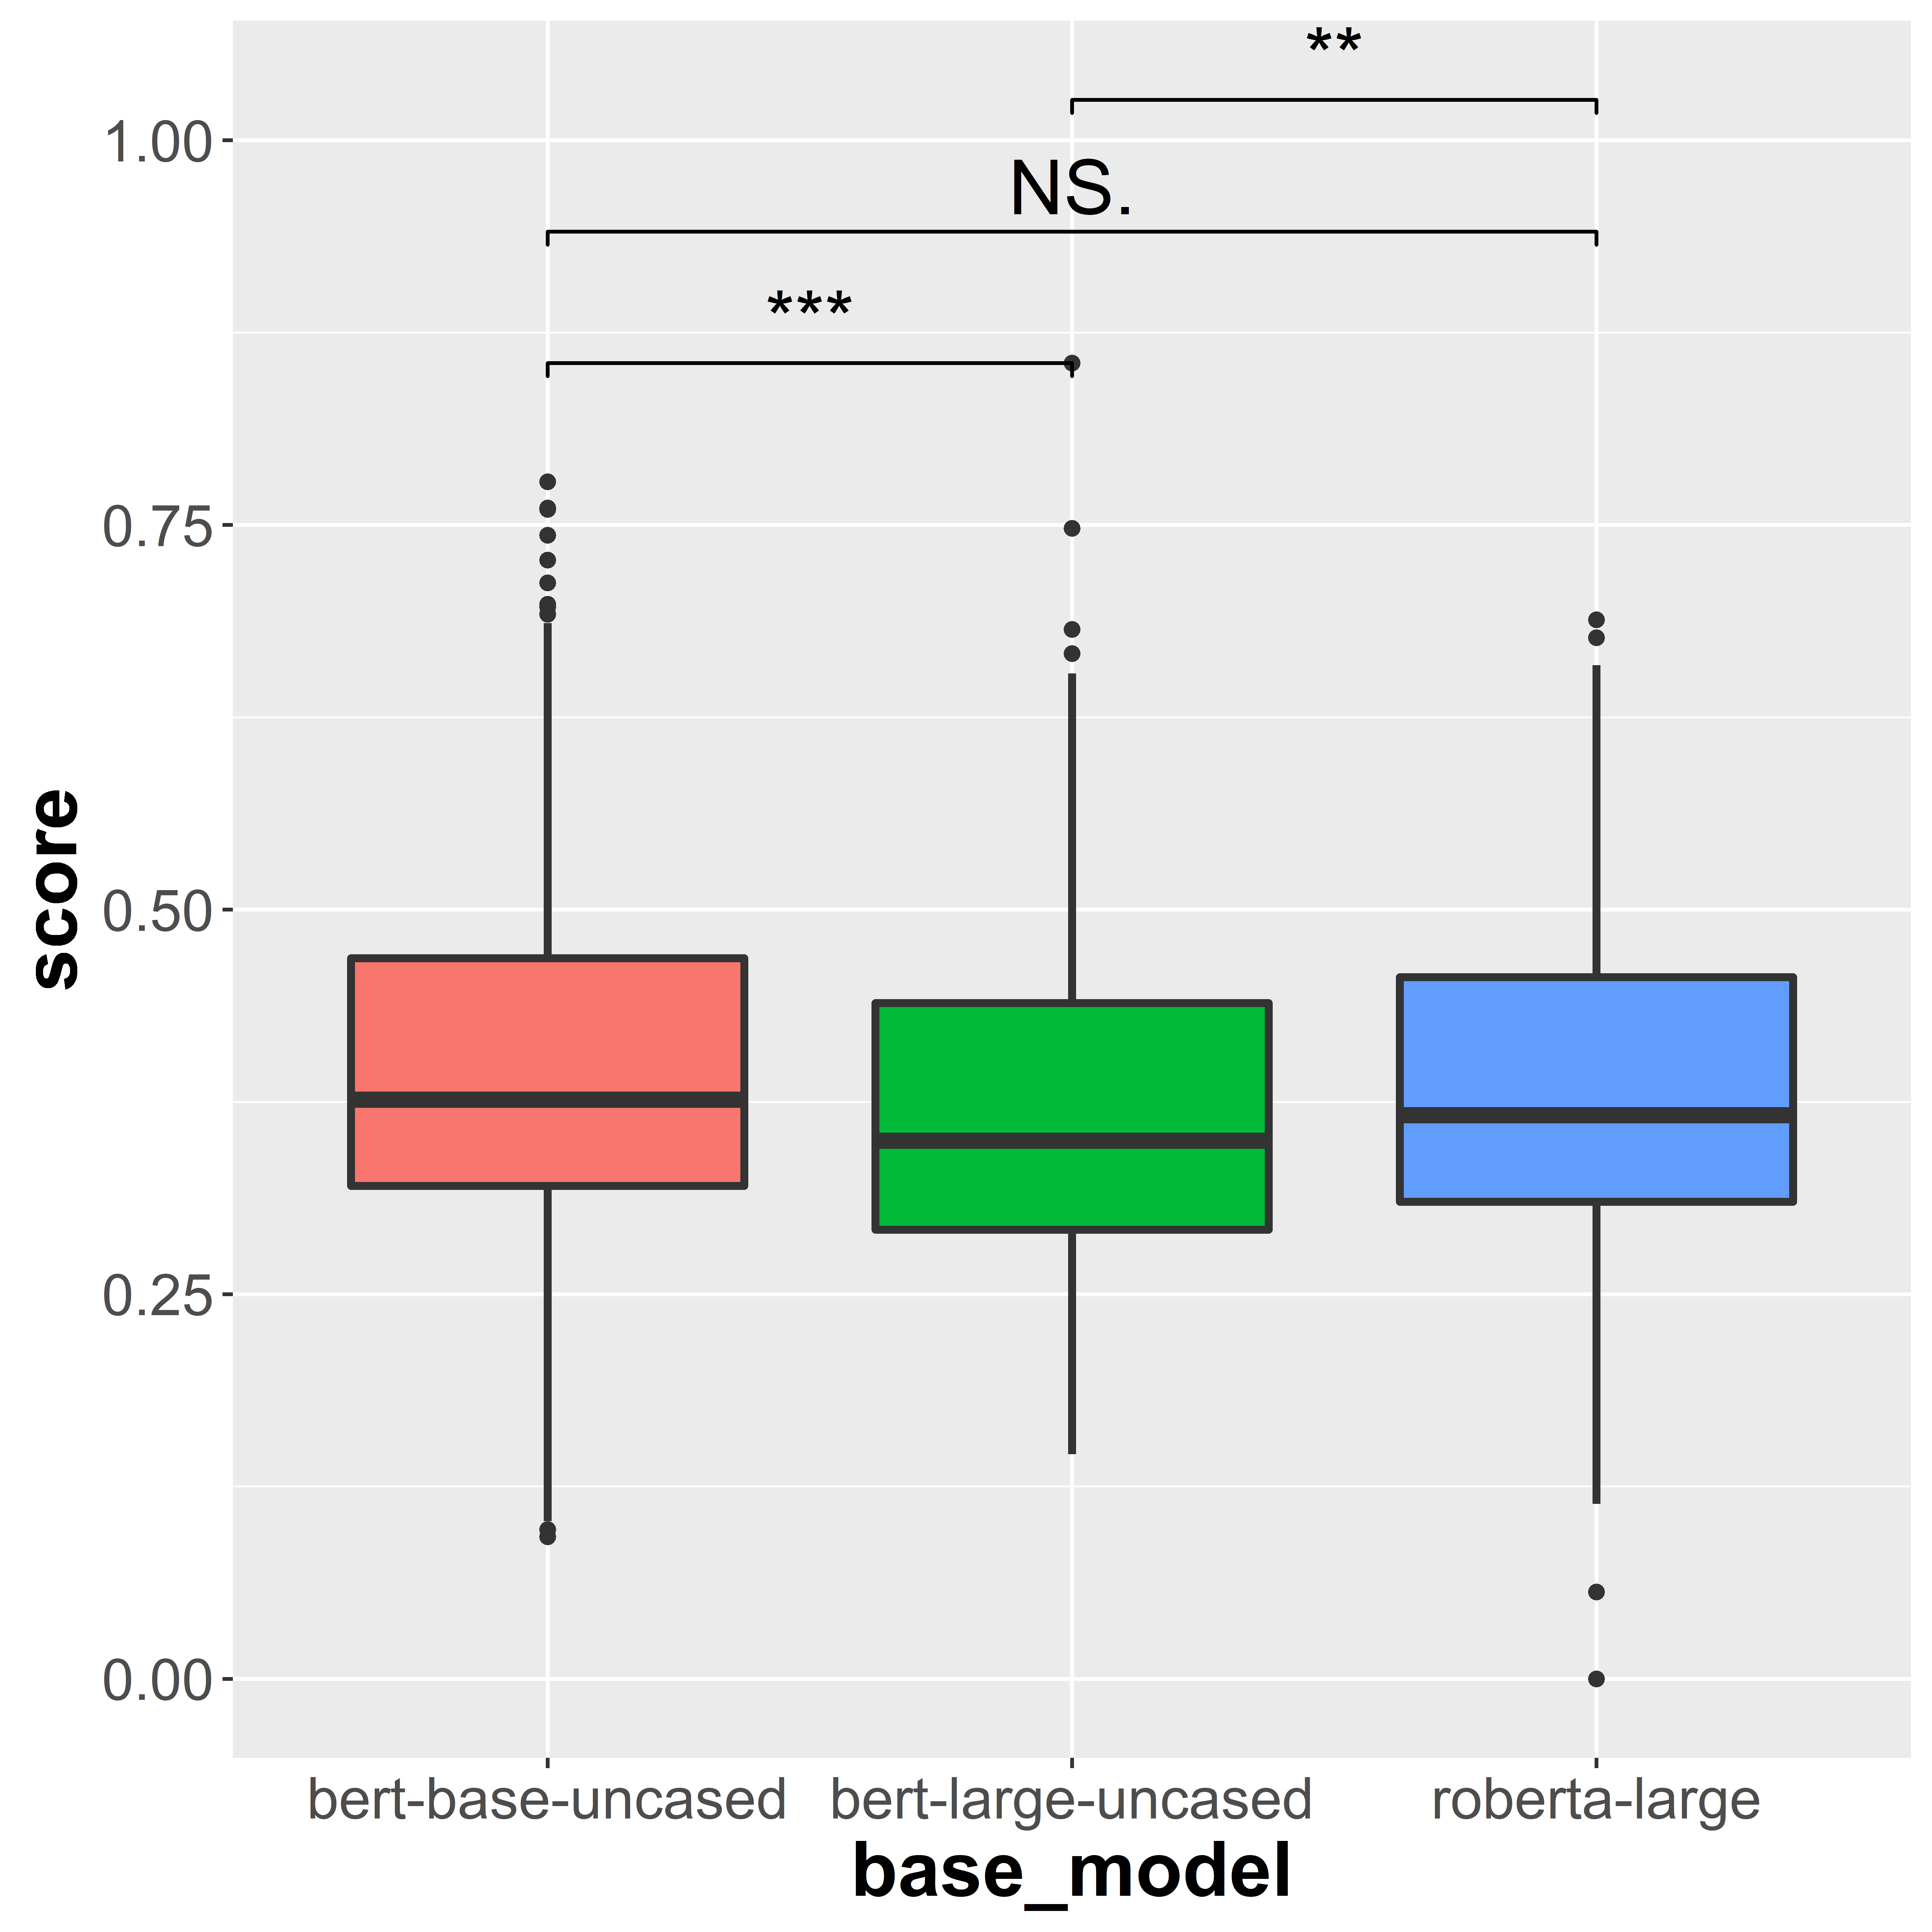 **
1.00
NS.
***
0.75
score
0.50
0.25
0.00
bert-base-uncased bert-large-uncased roberta-large
base_model